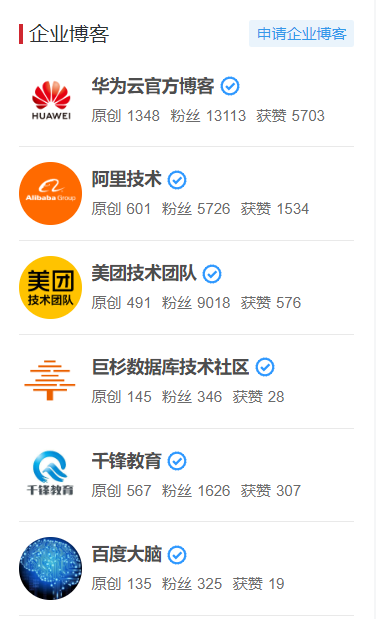 企业博客
申请企业博客
HUAWEI
华为云官方博客
原创 1348 粉丝 13113 获赞 5703
Alibaba Group
阿里技术
原创 601 粉丝 5726 获赞 1534
美团
技术团队
美团技术团队
原创 491 粉丝 9018 获赞 576
巨杉数据库技术社区
原创 145 粉丝 346 获赞 28
千锋教育
千锋教育
原创 567 粉丝 1626 获赞 307
百度大脑
原创 135 粉丝 325 获赞 19